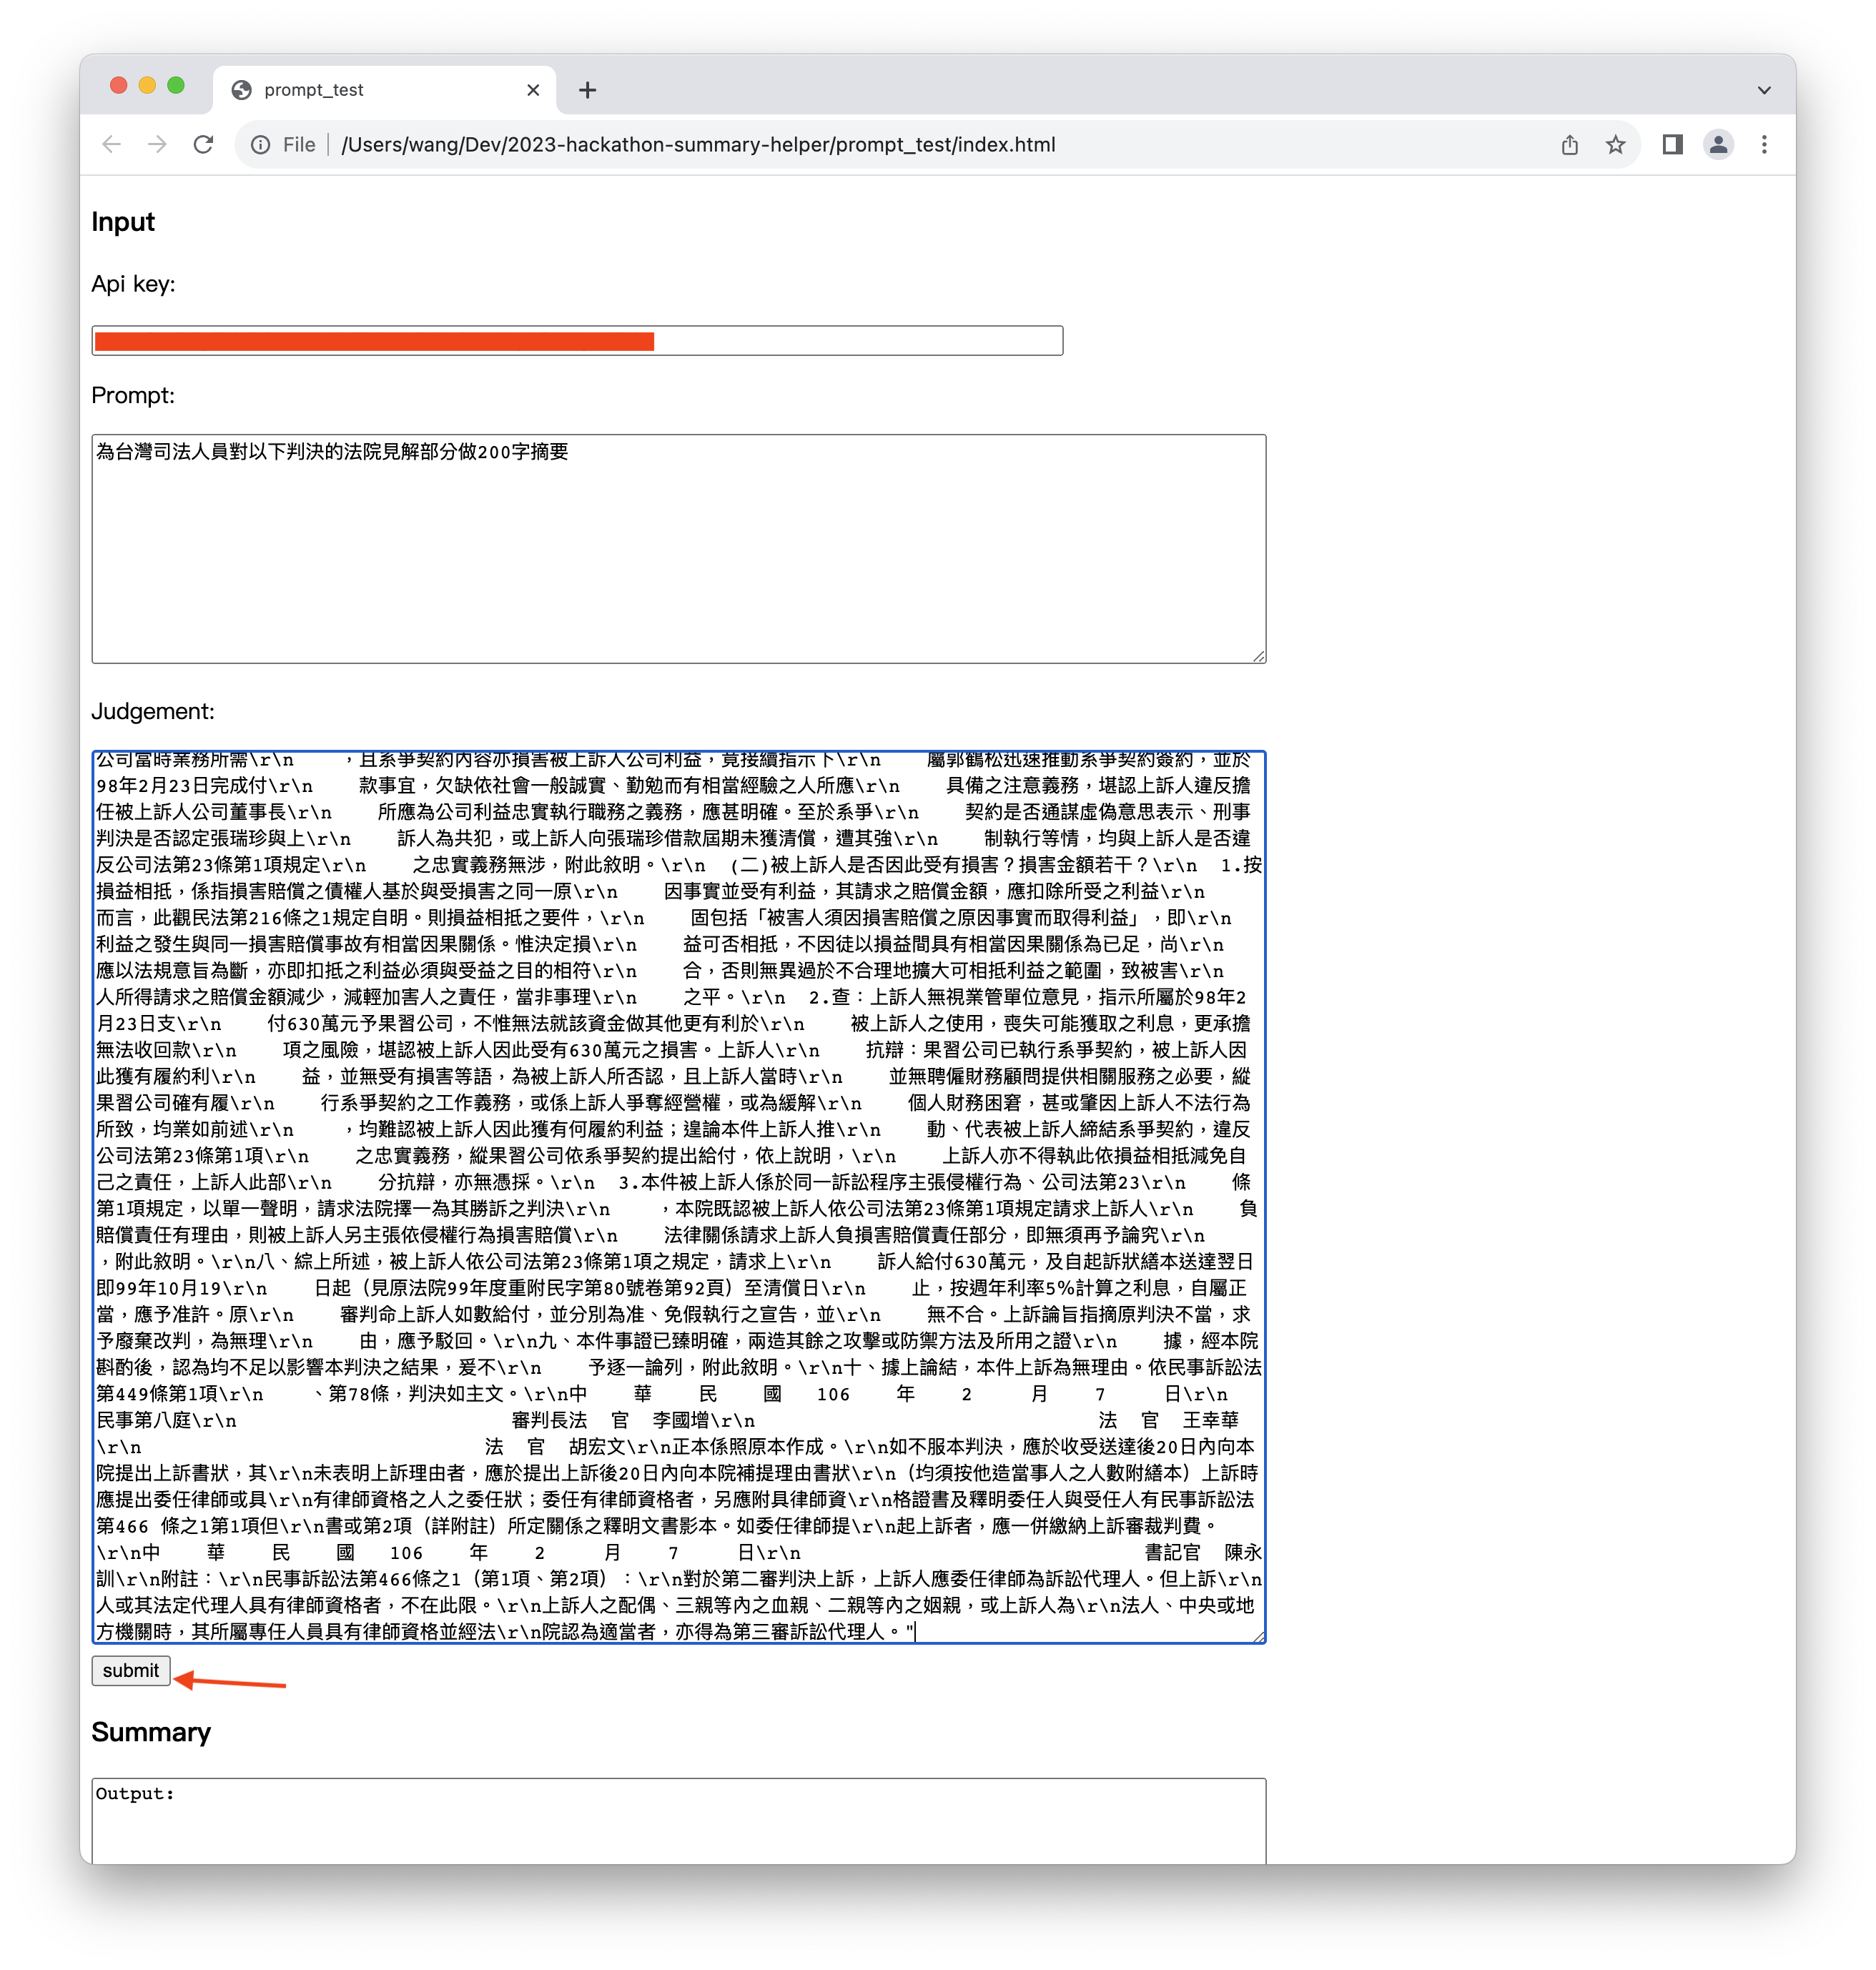 prompt_test
File
/Users/wang/Dev/2023-hackathon-summary-helper/prompt_test/index.html
Input
Api key:
Prompt:
為台灣司法人員對以下判決的法院見解部分做200字摘要
Judgement:
公司當時業務所需\r\n    ，且系爭契約內容亦損害被上訴人公司利益，竟接續指示下\r\n    屬郭鶴松迅速推動系爭契約簽約，並於
98年2月23日完成付\r\n    款事宜，欠缺依社會一般誠實、勤勉而有相當經驗之人所應\r\n    具備之注意義務，堪認上訴人違反擔
任被上訴人公司董事長\r\n    所應為公司利益忠實執行職務之義務，應甚明確。至於系爭\r\n    契約是否通謀虛偽意思表示、刑事
判決是否認定張瑞珍與上\r\n    訴人為共犯，或上訴人向張瑞珍借款屆期未獲清償，遭其強\r\n    制執行等情，均與上訴人是否違
反公司法第23條第1項規定\r\n    之忠實義務無涉，附此敘明。\r\n  (二)被上訴人是否因此受有損害？損害金額若干？\r\n  1.按
損益相抵，係指損害賠償之債權人基於與受損害之同一原\r\n    因事實並受有利益，其請求之賠償金額，應扣除所受之利益\r\n
而言，此觀民法第216條之1規定自明。則損益相抵之要件，\r\n    固包括「被害人須因損害賠償之原因事實而取得利益」，即\r\n
利益之發生與同一損害賠償事故有相當因果關係。惟決定損\r\n    益可否相抵，不因徒以損益間具有相當因果關係為已足，尚\r\n
應以法規意旨為斷，亦即扣抵之利益必須與受益之目的相符\r\n    合，否則無異過於不合理地擴大可相抵利益之範圍，致被害\r\n
人所得請求之賠償金額減少，減輕加害人之責任，當非事理\r\n    之平。\r\n  2.查：上訴人無視業管單位意見，指示所屬於98年2
月23日支\r\n    付630萬元予果習公司，不惟無法就該資金做其他更有利於\r\n    被上訴人之使用，喪失可能獲取之利息，更承擔
無法收回款\r\n    項之風險，堪認被上訴人因此受有630萬元之損害。上訴人\r\n    抗辯：果習公司已執行系爭契約，被上訴人因
此獲有履約利\r\n    益，並無受有損害等語，為被上訴人所否認，且上訴人當時\r\n    並無聘僱財務顧問提供相關服務之必要，縱
果習公司確有履\r\n    行系爭契約之工作義務，或係上訴人爭奪經營權，或為緩解\r\n    個人財務困窘，甚或肇因上訴人不法行為
所致，均業如前述\r\n    ，均難認被上訴人因此獲有何履約利益；遑論本件上訴人推\r\n    動、代表被上訴人締結系爭契約，違反
公司法第23條第1項\r\n    之忠實義務，縱果習公司依系爭契約提出給付，依上說明，\r\n    上訴人亦不得執此依損益相抵減免自
己之責任，上訴人此部\r\n    分抗辯，亦無憑採。\r\n  3.本件被上訴人係於同一訴訟程序主張侵權行為、公司法第23\r\n    條
第1項規定，以單一聲明，請求法院擇一為其勝訴之判決\r\n    ，本院既認被上訴人依公司法第23條第1項規定請求上訴人\r\n    負
賠償責任有理由，則被上訴人另主張依侵權行為損害賠償\r\n    法律關係請求上訴人負損害賠償責任部分，即無須再予論究\r\n
，附此敘明。\r\n八、綜上所述，被上訴人依公司法第23條第1項之規定，請求上\r\n    訴人給付630萬元，及自起訴狀繕本送達翌日
即99年10月19\r\n    日起（見原法院99年度重附民字第80號卷第92頁）至清償日\r\n    止，按週年利率5%計算之利息，自屬正
當，應予准許。原\r\n    審判命上訴人如數給付，並分別為准、免假執行之宣告，並\r\n    無不合。上訴論旨指摘原判決不當，求
予廢棄改判，為無理\r\n    由，應予駁回。\r\n九、本件事證已臻明確，兩造其餘之攻擊或防禦方法及所用之證\r\n    據，經本院
斟酌後，認為均不足以影響本判決之結果，爰不\r\n    予逐一論列，附此敘明。\r\n十、據上論結，本件上訴為無理由。依民事訴訟法
第449條第1項\r\n    、第78條，判決如主文。\r\n中    華    民    國   106    年    2     月    7     日\r\n
民事第八庭\r\n    審判長法  官  李國增\r\n    法  官  王幸華
\r\n    法  官  胡宏文\r\n正本係照原本作成。\r\n如不服本判決，應於收受送達後20日內向本
院提出上訴書狀，其\r\n未表明上訴理由者，應於提出上訴後20日內向本院補提理由書狀\r\n（均須按他造當事人之人數附繕本）上訴時
應提出委任律師或具\r\n有律師資格之人之委任狀；委任有律師資格者，另應附具律師資\r\n格證書及釋明委任人與受任人有民事訴訟法
第466 條之1第1項但\r\n書或第2項（詳附註）所定關係之釋明文書影本。如委任律師提\r\n起上訴者，應一併繳納上訴審裁判費。
\r\n中    華    民    國   106    年    2     月    7     日\r\n    書記官  陳永
訓\r\n附註：\r\n民事訴訟法第466條之1（第1項、第2項）：\r\n對於第二審判決上訴，上訴人應委任律師為訴訟代理人。但上訴\r\n
人或其法定代理人具有律師資格者，不在此限。\r\n上訴人之配偶、三親等內之血親、二親等內之姻親，或上訴人為\r\n法人、中央或地
方機關時，其所屬專任人員具有律師資格並經法\r\n院認為適當者，亦得為第三審訴訟代理人。"
submit
Summary
Output: